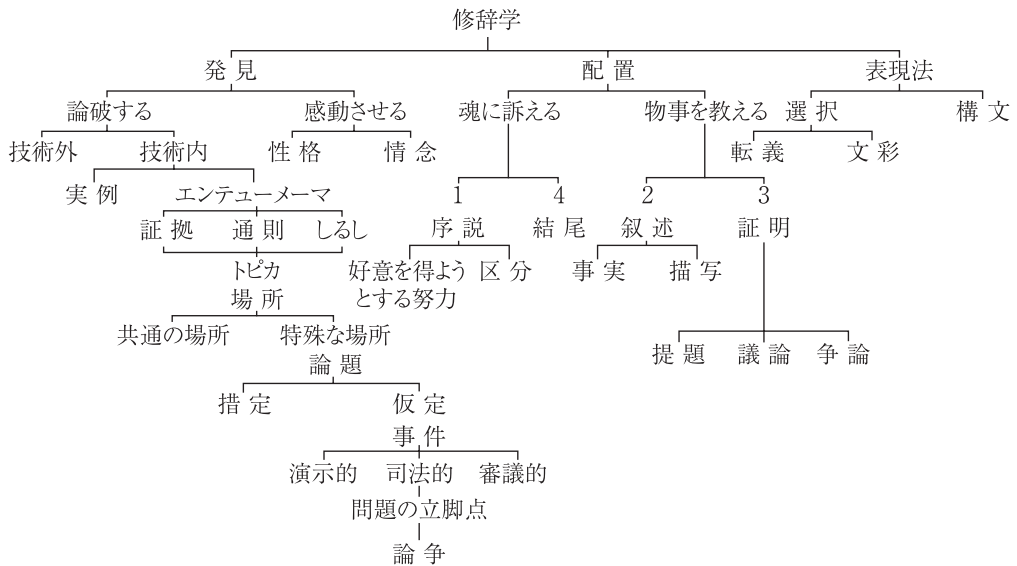 修辞学
発見 配置 表現法
論破する 感動させる 魂に訴える 物事を教える 選択 構文
技術外 技術内 性格 情念 転義 文彩
実例 エンテューメーマ 1 4 2 3
証拠 通則 しるし 序説 結尾 叙述 証明
トピカ 好意を得よう 区分 事実 描写
場所 とする努力
共通の場所 特殊な場所 提題 議論 争論
論題
措定 仮定
事件
演示的 司法的 審議的
問題の立脚点
論争